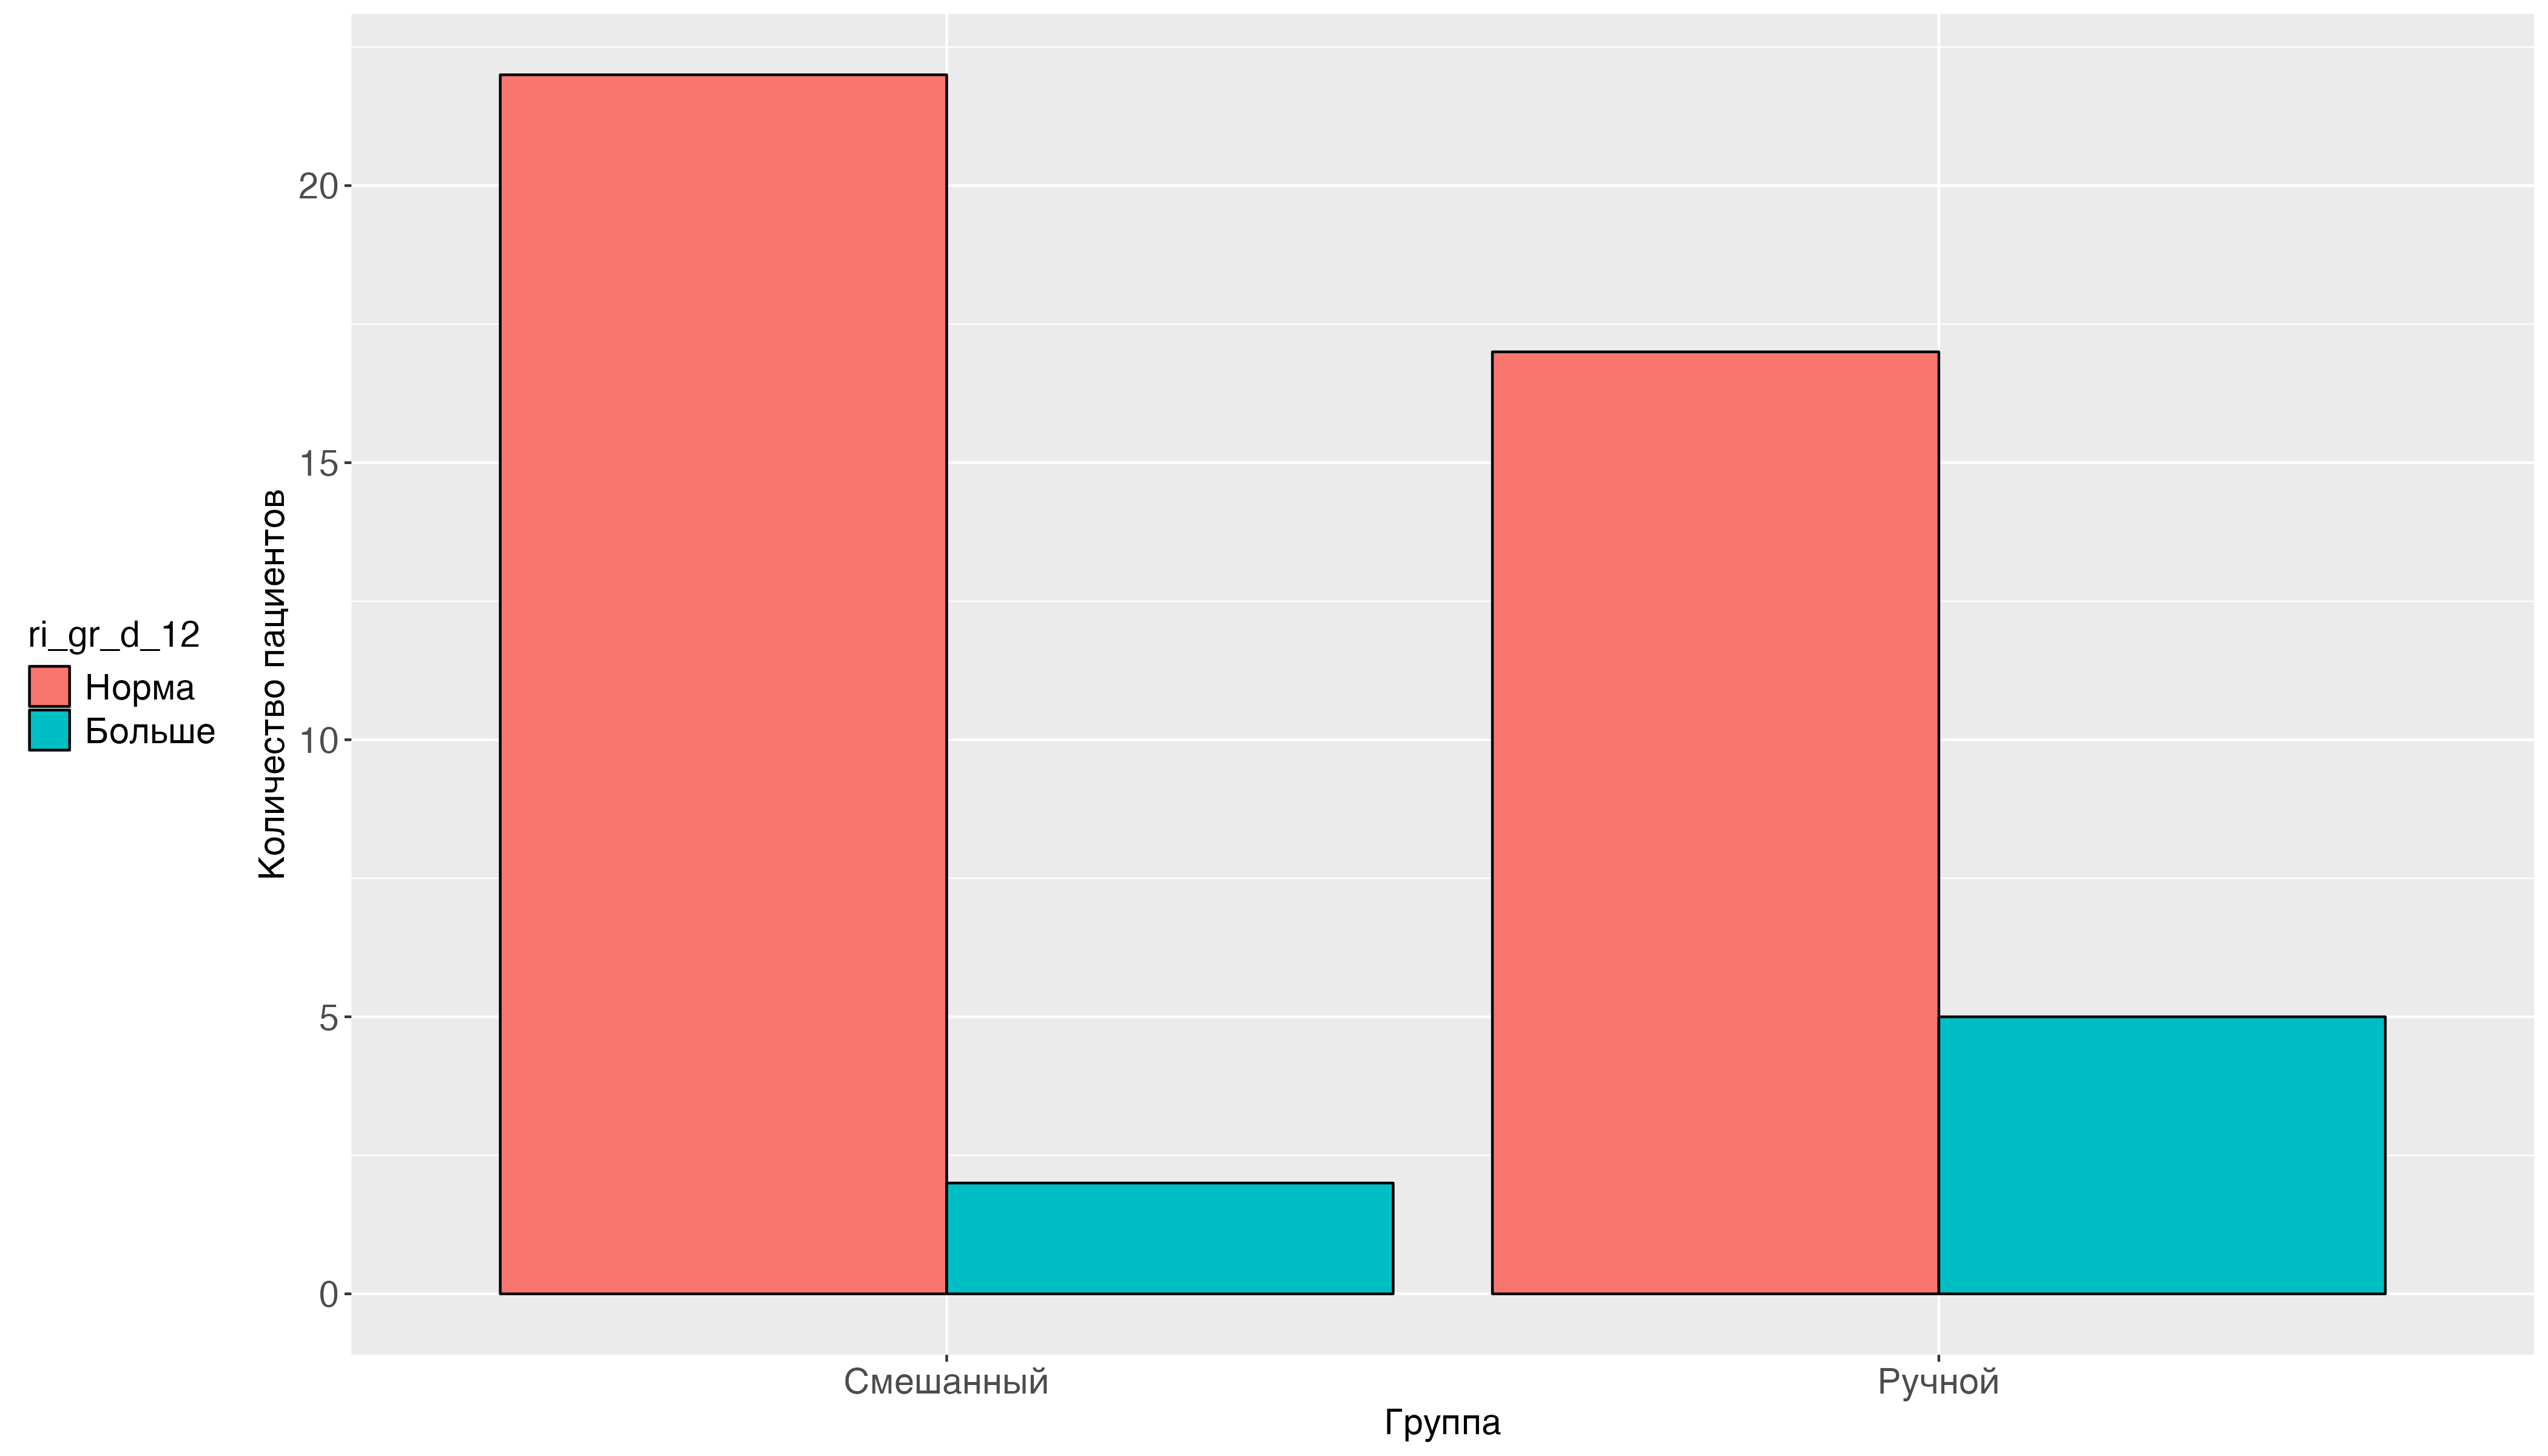 ri_gr_d_12
Норма
Больше
Количество пациентов
20
15
10
5
0
Смешанный
Ручной
Группа